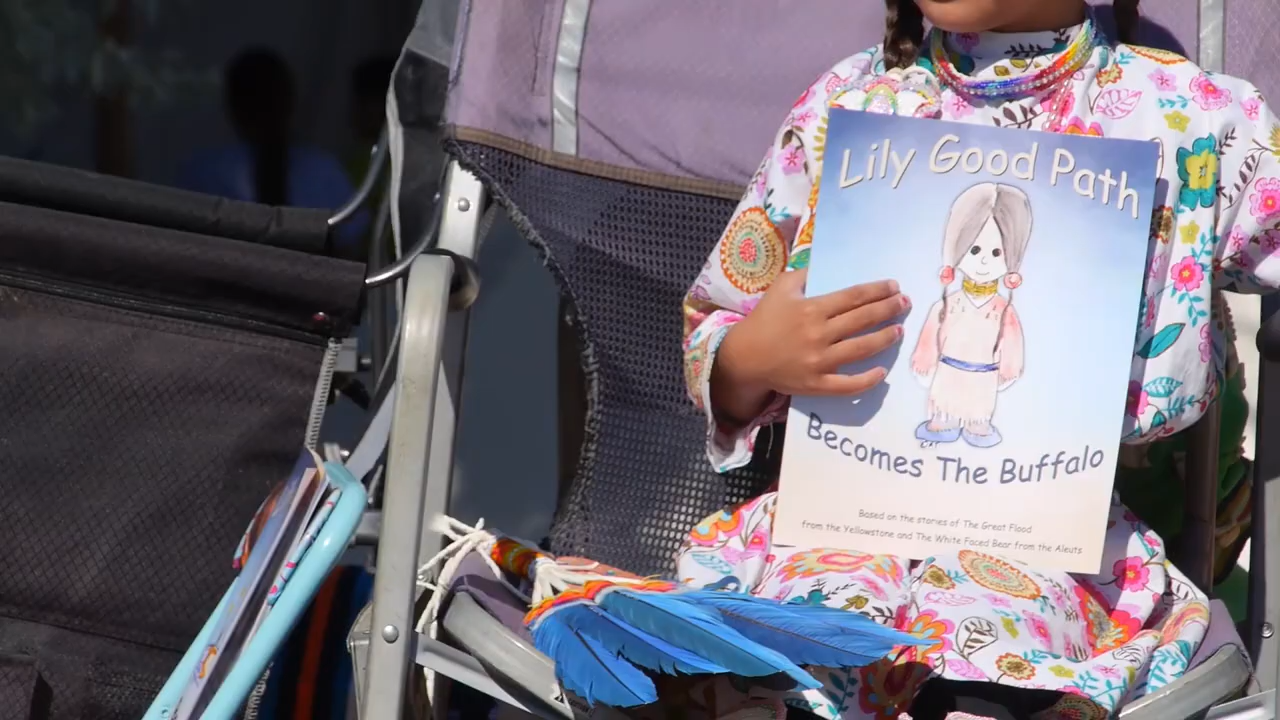 Lily Good Path
Becomes The Buffalo
Based on the stories of The Great Flood
from the Yellowstone and The White Faced Bear from the Aleuts